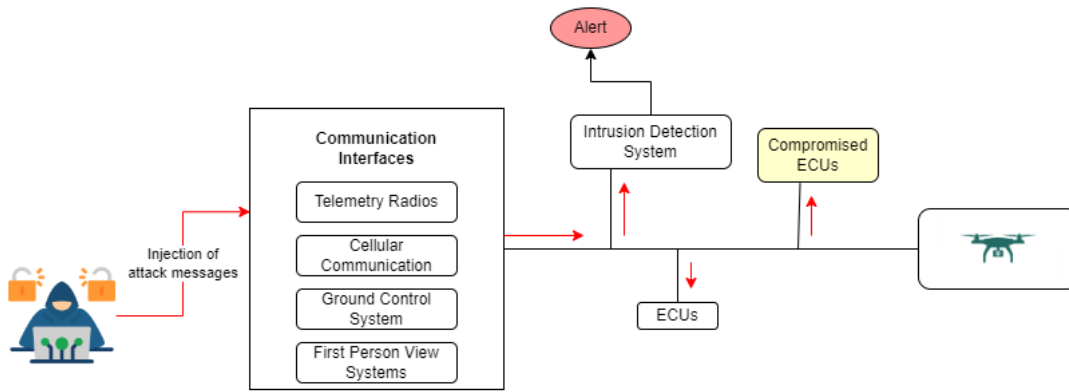 Alert
Intrusion Detection
System
Compromised
ECUs
Communication
Interfaces
Telemetry Radios
Cellular
Communication
Ground Control
System
First Person View
Systems
Injection of
attack messages
ECUs